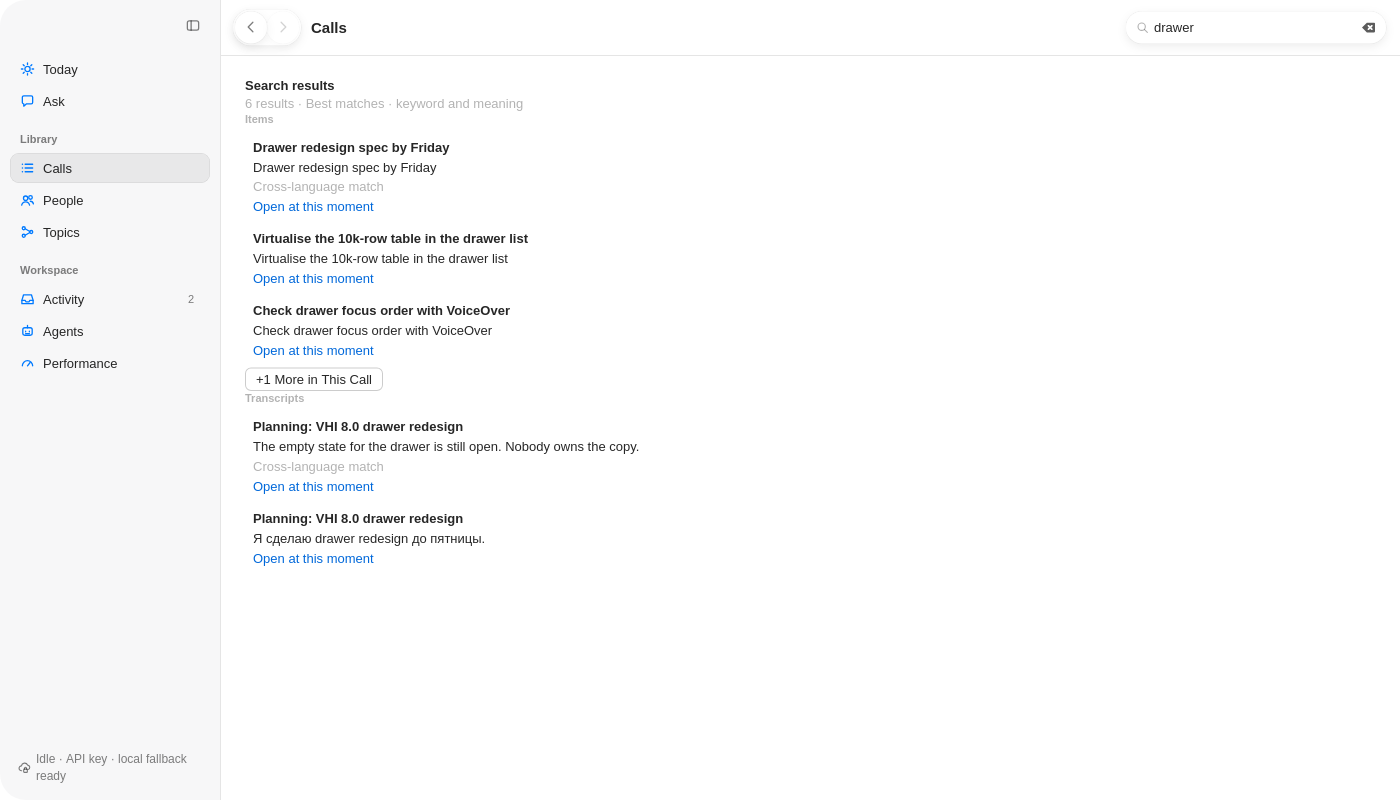 Calls
drawer
Today
Ask
Library
Calls
People
Topics
Workspace
Activity 2
Agents
Performance
Idle · API key · local fallback
ready
Search results
6 results · Best matches · keyword and meaning
Items
Drawer redesign spec by Friday
Drawer redesign spec by Friday
Cross-language match
Open at this moment
Virtualise the 10k-row table in the drawer list
Virtualise the 10k-row table in the drawer list
Open at this moment
Check drawer focus order with VoiceOver
Check drawer focus order with VoiceOver
Open at this moment
+1 More in This Call
Transcripts
Planning: VHI 8.0 drawer redesign
The empty state for the drawer is still open. Nobody owns the copy.
Cross-language match
Open at this moment
Planning: VHI 8.0 drawer redesign
Я сделаю drawer redesign до пятницы.
Open at this moment